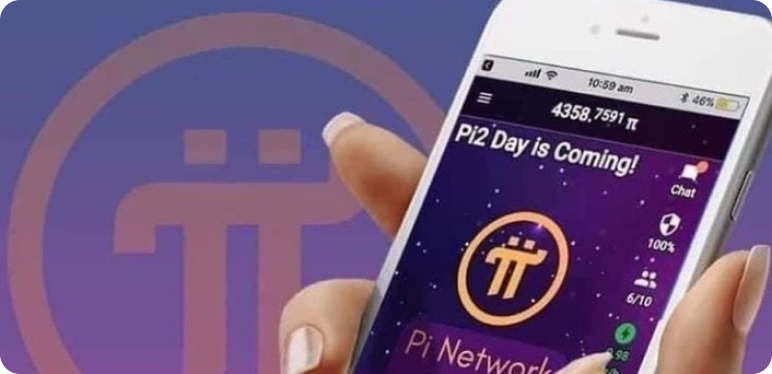 10:59 am
46%
4358.7591 π
Pi2 Day is Coming!
Chat
100%
6/10
Pi Network